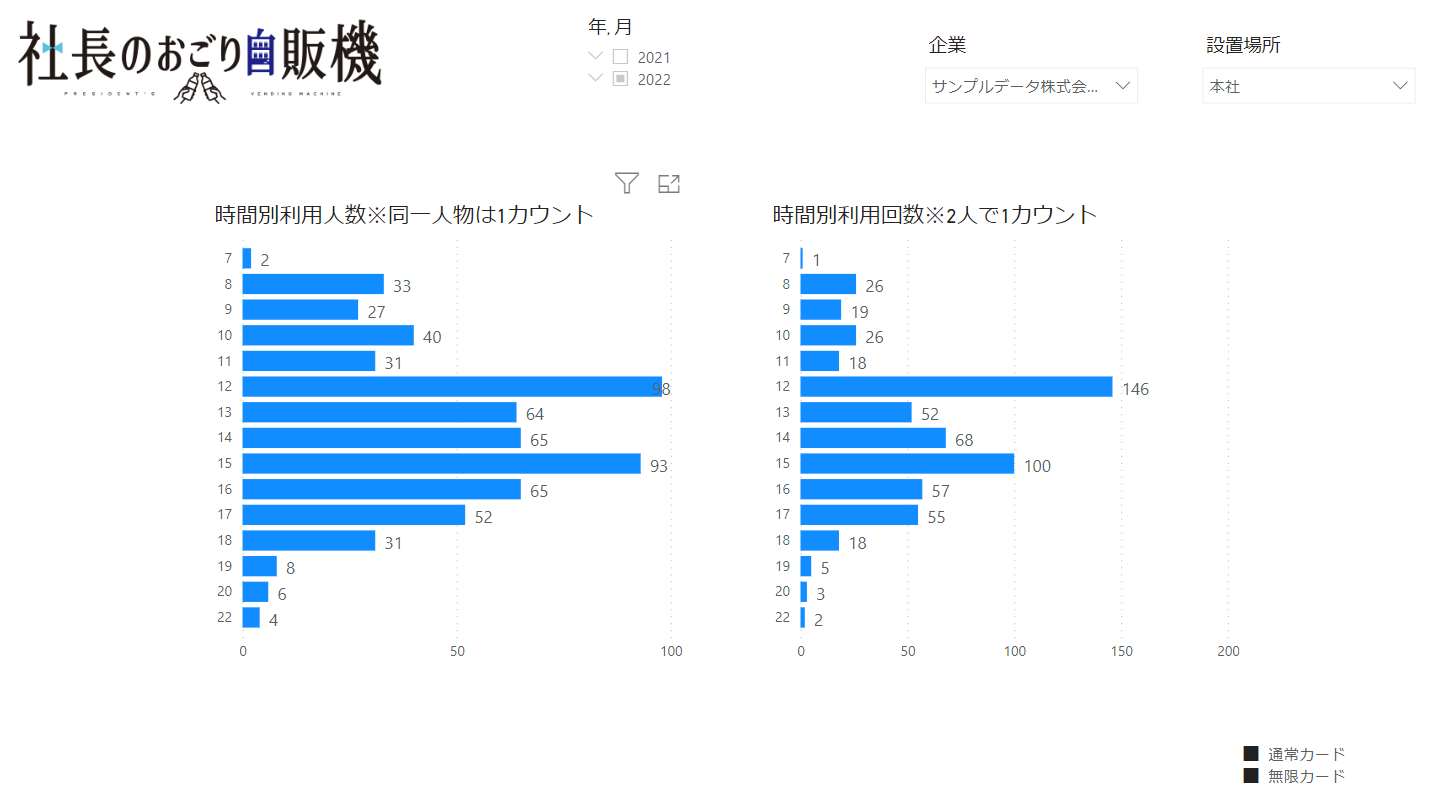 社長のおごり自販機
PRESIDENT'S VENDING MACHINE
年, 月
2021
2022
企業
サンプルデータ株式会...
設置場所
本社
時間別利用人数※同一人物は1カウント
7 2
8 33
9 27
10 40
11 31
12 98
13 64
14 65
15 93
16 65
17 52
18 31
19 8
20 6
22 4
0 50 100
時間別利用回数※2人で1カウント
7 1
8 26
9 19
10 26
11 18
12 146
13 52
14 68
15 100
16 57
17 55
18 18
19 5
20 3
22 2
0 50 100 150 200
通常カード
無限カード